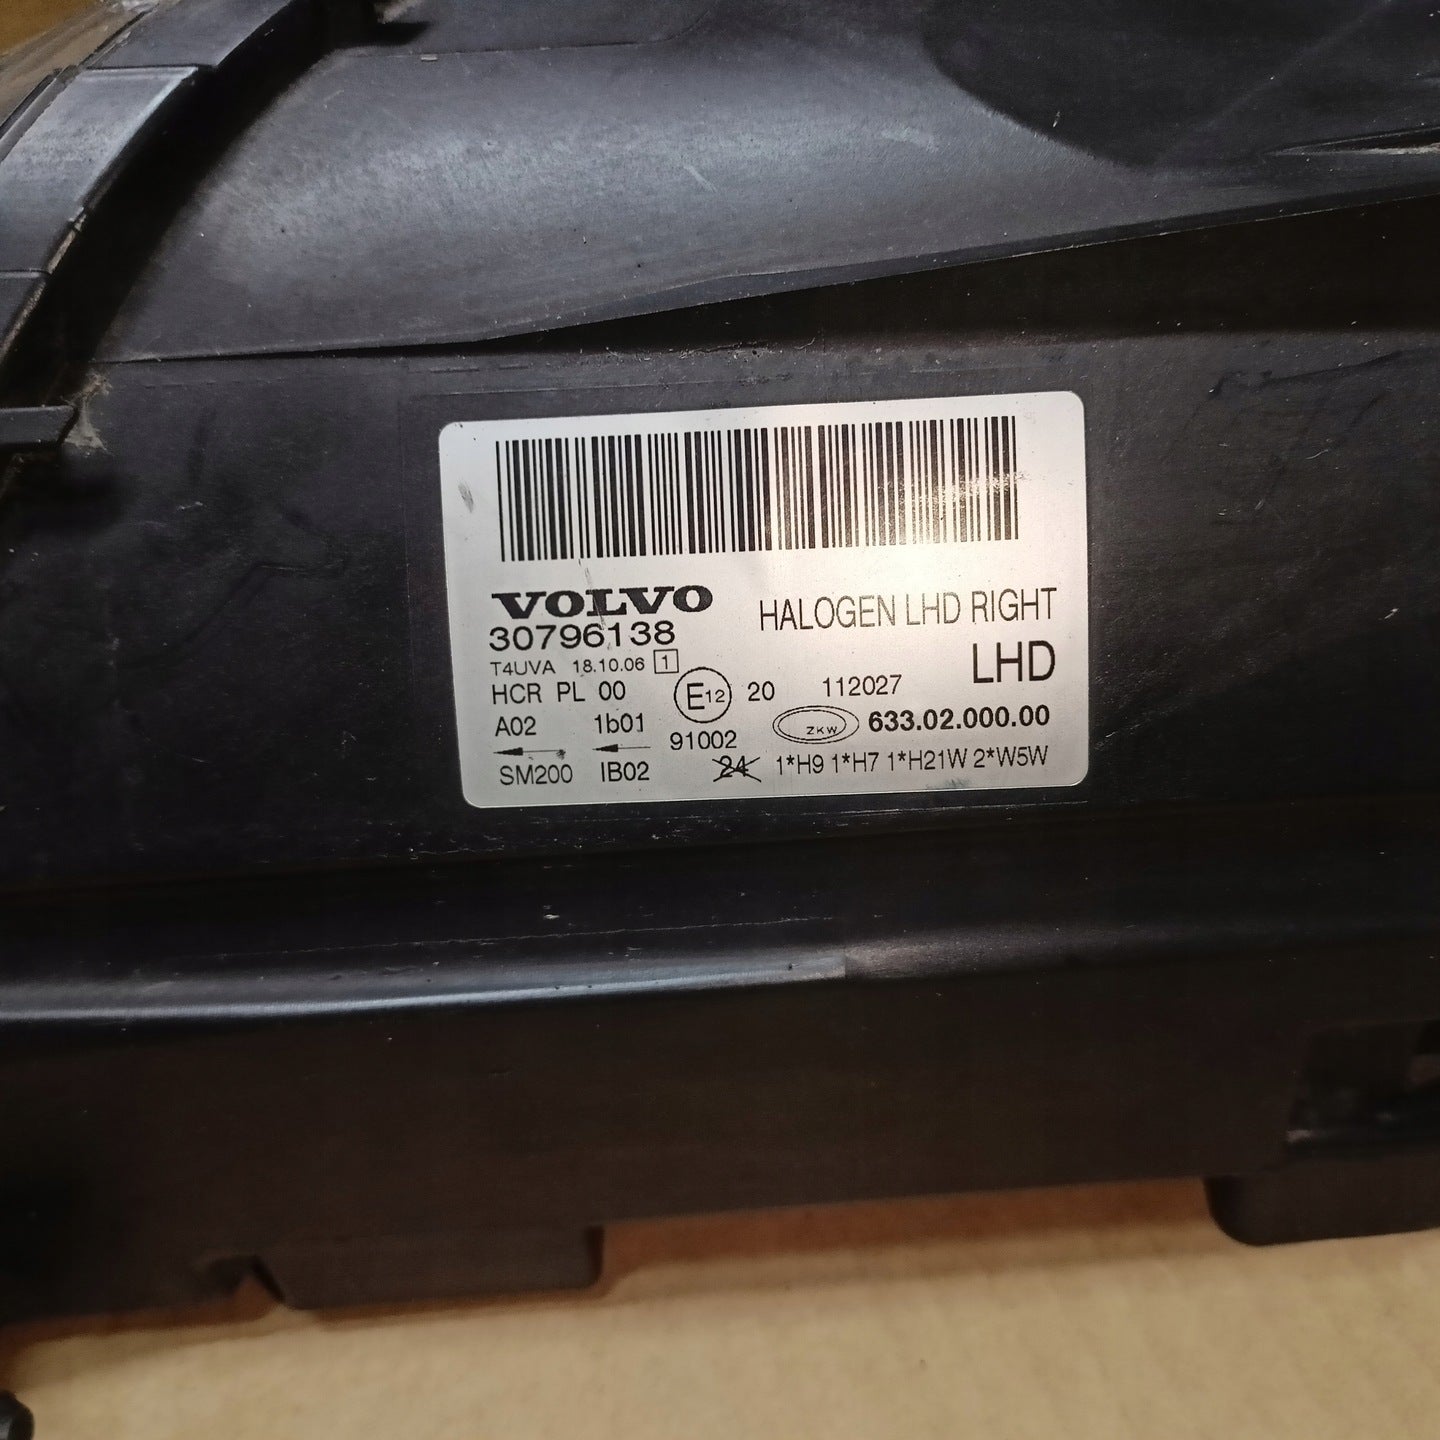 VOLVO
30796138
HALOGEN LHD RIGHT
LHD
T4UVA 18.10.06 1
HCR PL 00 E12 20 112027
A02 1b01 91002 ZKW 633.02.000.00
SM200 IB02 24 1*H9 1*H7 1*H21W 2*W5W